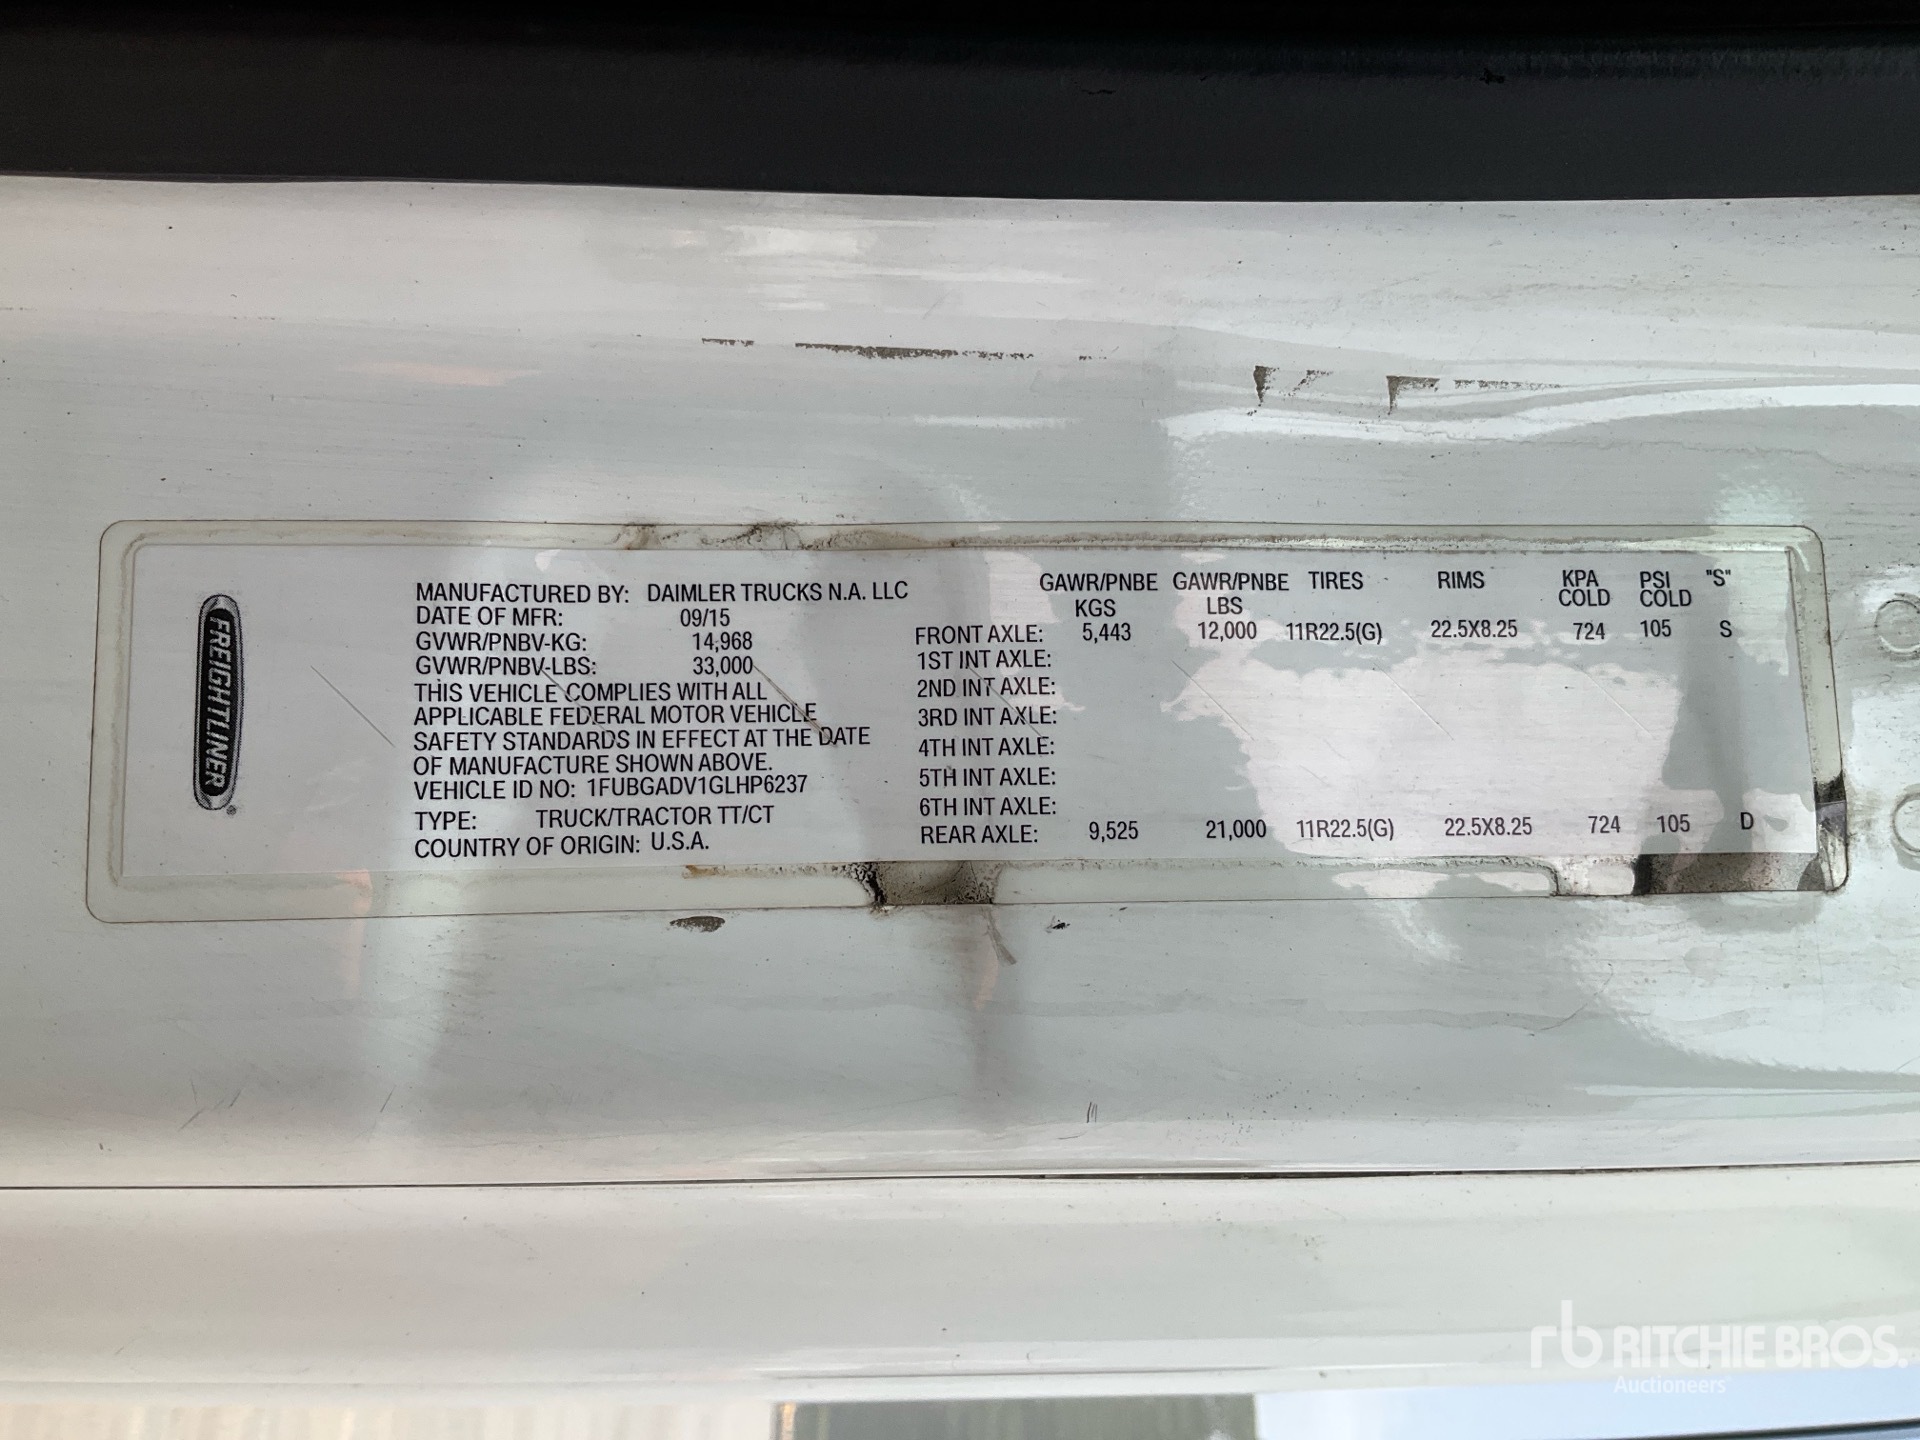 FREIGHTLINER®
MANUFACTURED BY: DAIMLER TRUCKS N.A. LLC
DATE OF MFR: 09/15
GVWR/PNBV-KG: 14,968
GVWR/PNBV-LBS: 33,000
THIS VEHICLE COMPLIES WITH ALL
APPLICABLE FEDERAL MOTOR VEHICLE
SAFETY STANDARDS IN EFFECT AT THE DATE
OF MANUFACTURE SHOWN ABOVE.
VEHICLE ID NO: 1FUBGADV1GLHP6237
TYPE: TRUCK/TRACTOR TT/CT
COUNTRY OF ORIGIN: U.S.A.
GAWR/PNBE GAWR/PNBE TIRES RIMS KPA PSI "S"
KGS LBS COLD COLD
FRONT AXLE: 5,443 12,000 11R22.5(G) 22.5X8.25 724 105 S
1ST INT AXLE:
2ND INT AXLE:
3RD INT AXLE:
4TH INT AXLE:
5TH INT AXLE:
6TH INT AXLE:
REAR AXLE: 9,525 21,000 11R22.5(G) 22.5X8.25 724 105 D
rb RITCHIE BROS.
Auctioneers